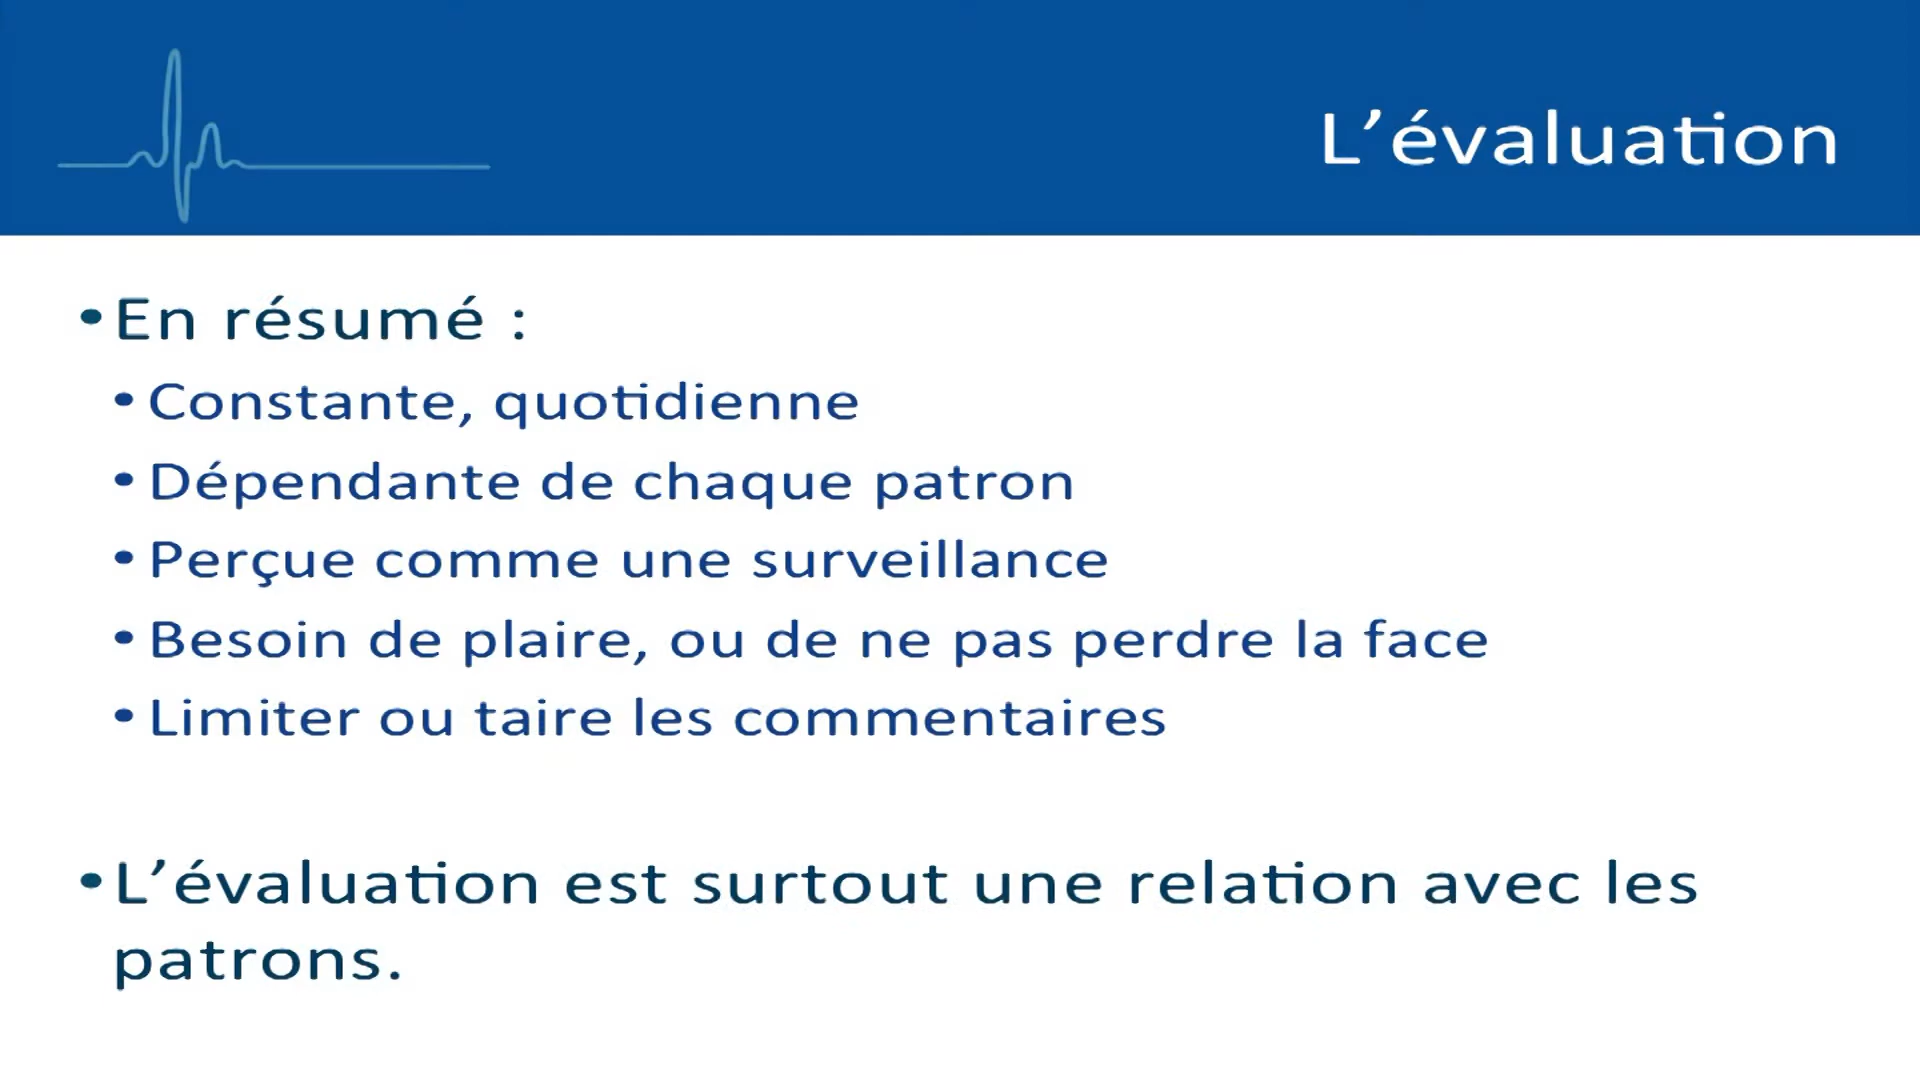 L’évaluation
• En résumé :
• Constante, quotidienne
• Dépendante de chaque patron
• Perçue comme une surveillance
• Besoin de plaire, ou de ne pas perdre la face
• Limiter ou taire les commentaires
• L’évaluation est surtout une relation avec les
patrons.